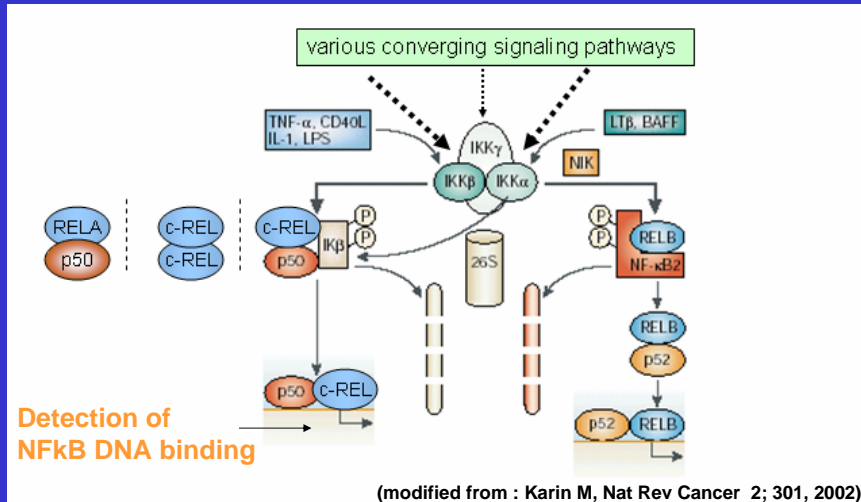 various converging signaling pathways
TNF-α, CD40L
IL-1, LPS
LTβ, BAFF
IKKγ
NIK
IKKβ
IKKα
RELA
p50
c-REL
c-REL
c-REL
p50
IKβ
P
P
26S
P
P
RELB
NF-κB2
RELB
p52
p50
c-REL
p52
RELB
Detection of
NFkB DNA binding
(modified from : Karin M, Nat Rev Cancer 2; 301, 2002)